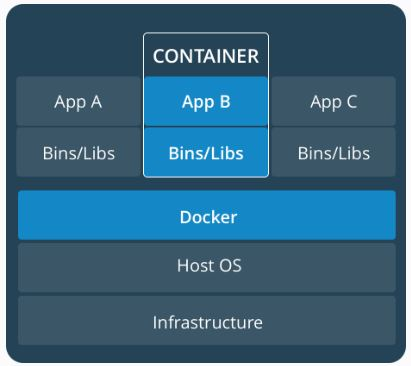 CONTAINER
App A App B App C
Bins/Libs Bins/Libs Bins/Libs
Docker
Host OS
Infrastructure